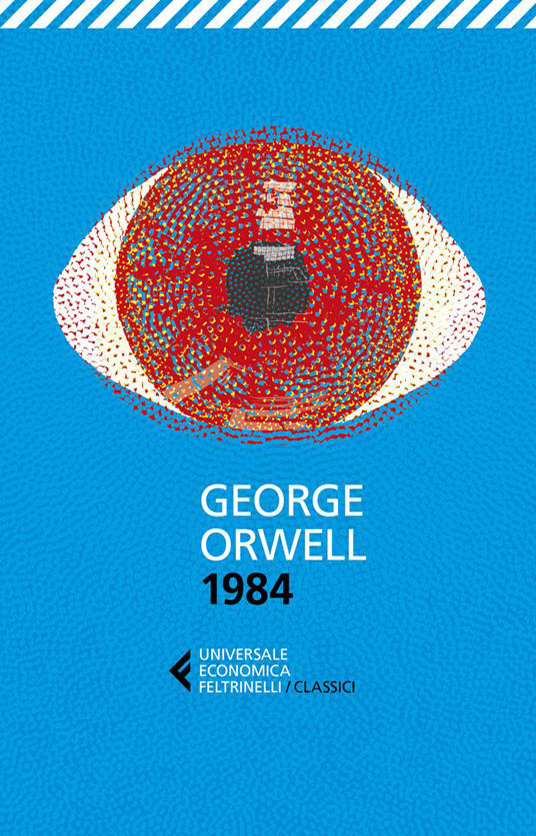 GEORGE
ORWELL
1984
UNIVERSALE
ECONOMICA
FELTRINELLI / CLASSICI